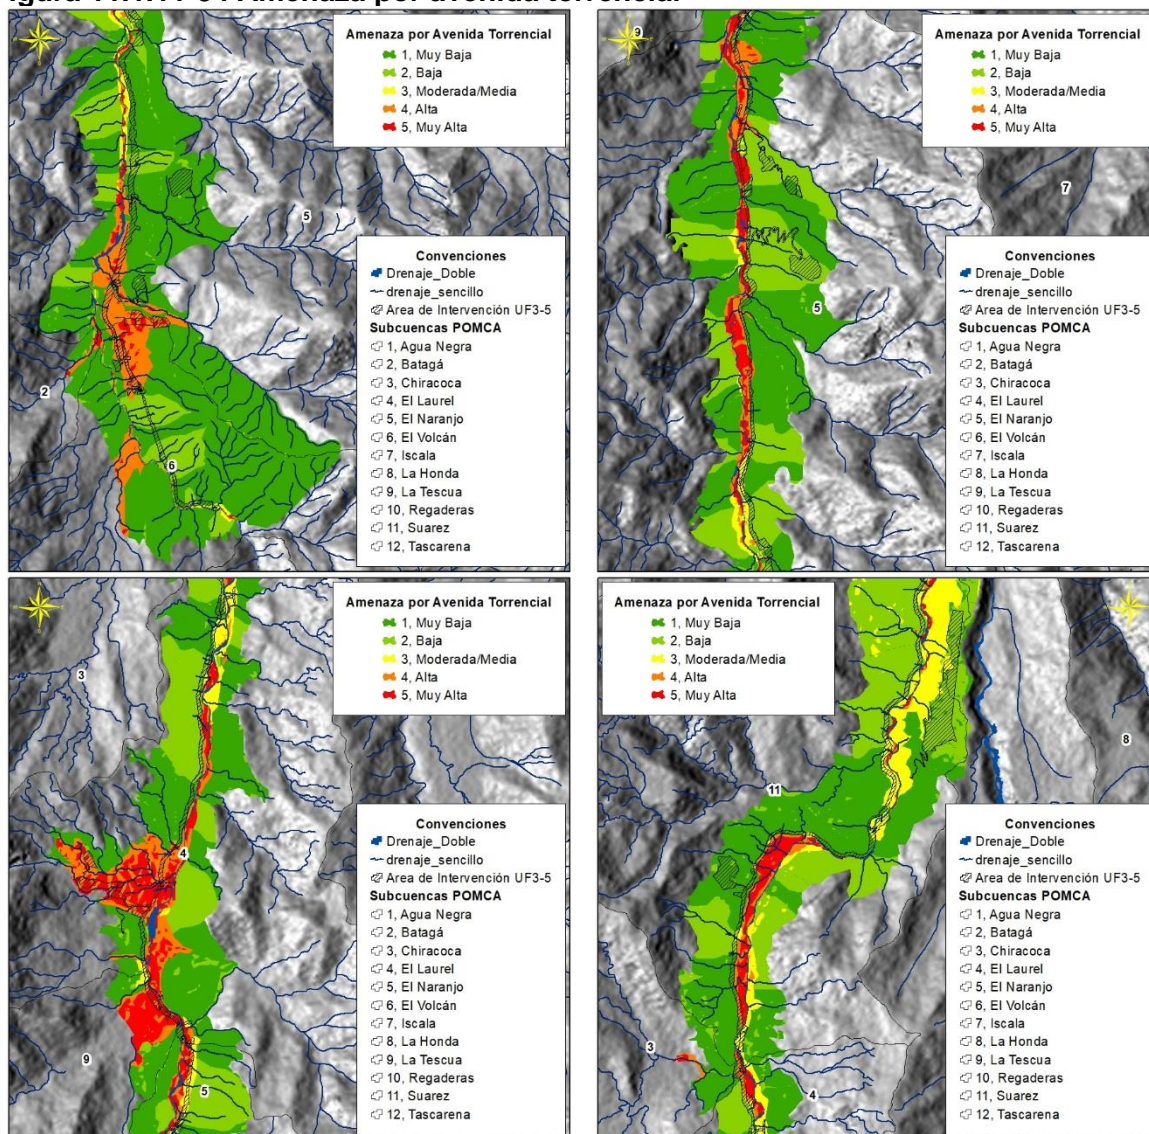 igura Amenaza por avenida torrencial
Amenaza por Avenida Torrencial
1, Muy Baja
2, Baja
3, Moderada/Media
4, Alta
5, Muy Alta
5
2
6
Convenciones
Drenaje_Doble
drenaje_sencillo
Area de Intervención UF3-5
Subcuencas POMCA
1, Agua Negra
2, Batagá
3, Chiracoca
4, El Laurel
5, El Naranjo
6, El Volcán
7, Iscala
8, La Honda
9, La Tescua
10, Regaderas
11, Suarez
12, Tascarena
9
Amenaza por Avenida Torrencial
1, Muy Baja
2, Baja
3, Moderada/Media
4, Alta
5, Muy Alta
7
5
Convenciones
Drenaje_Doble
drenaje_sencillo
Area de Intervención UF3-5
Subcuencas POMCA
1, Agua Negra
2, Batagá
3, Chiracoca
4, El Laurel
5, El Naranjo
6, El Volcán
7, Iscala
8, La Honda
9, La Tescua
10, Regaderas
11, Suarez
12, Tascarena
Amenaza por Avenida Torrencial
1, Muy Baja
2, Baja
3, Moderada/Media
4, Alta
5, Muy Alta
3
4
9
5
Convenciones
Drenaje_Doble
drenaje_sencillo
Area de Intervención UF3-5
Subcuencas POMCA
1, Agua Negra
2, Batagá
3, Chiracoca
4, El Laurel
5, El Naranjo
6, El Volcán
7, Iscala
8, La Honda
9, La Tescua
10, Regaderas
11, Suarez
12, Tascarena
Amenaza por Avenida Torrencial
1, Muy Baja
2, Baja
3, Moderada/Media
4, Alta
5, Muy Alta
8
11
3
4
Convenciones
Drenaje_Doble
drenaje_sencillo
Area de Intervención UF3-5
Subcuencas POMCA
1, Agua Negra
2, Batagá
3, Chiracoca
4, El Laurel
5, El Naranjo
6, El Volcán
7, Iscala
8, La Honda
9, La Tescua
10, Regaderas
11, Suarez
12, Tascarena